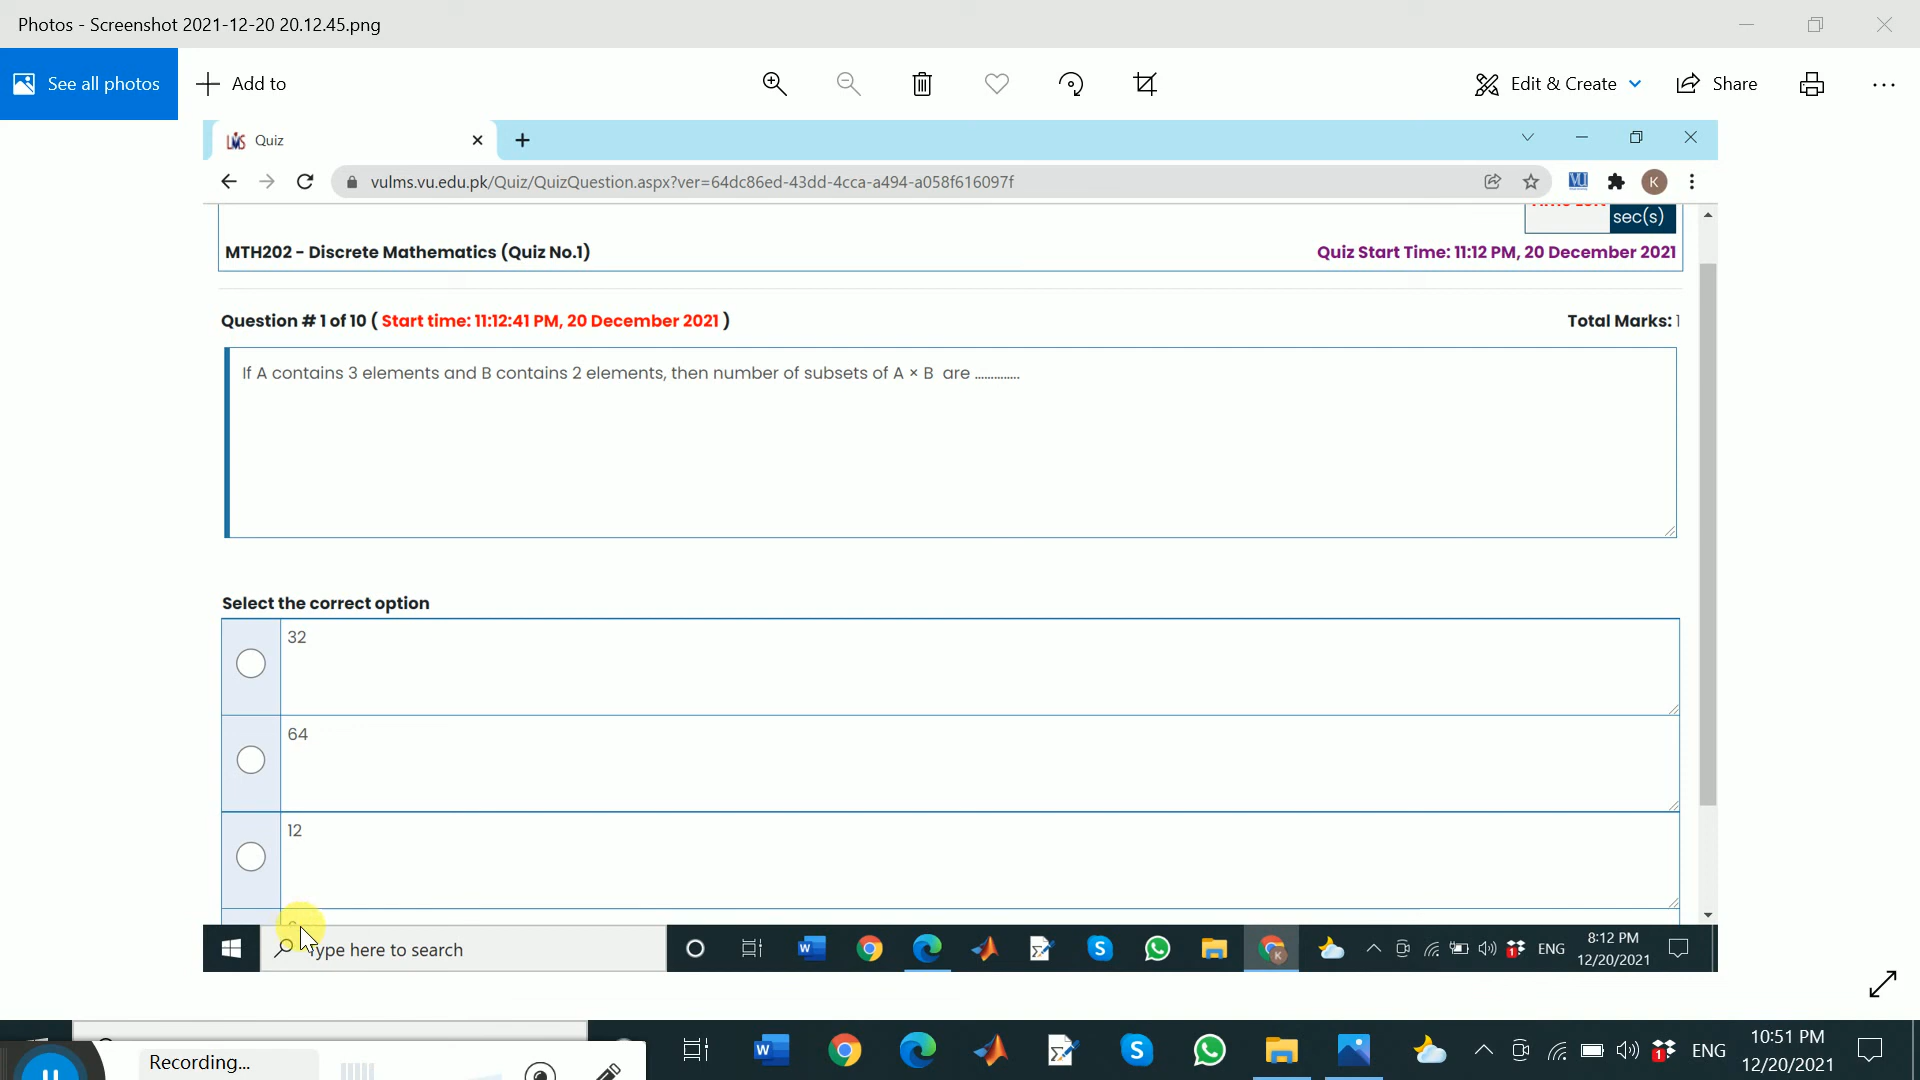 Photos - Screenshot 2021-12-20 20.12.45.png
See all photos
Add to
Edit & Create
Share
LMS Quiz
vulms.vu.edu.pk/Quiz/QuizQuestion.aspx?ver=64dc86ed-43dd-4cca-a494-a058f616097f
VU
K
sec(s)
MTH202 - Discrete Mathematics (Quiz No.1)
Quiz Start Time: 11:12 PM, 20 December 2021
Question # 1 of 10 ( Start time: 11:12:41 PM, 20 December 2021 )
Total Marks: 1
If A contains 3 elements and B contains 2 elements, then number of subsets of A × B are ..............
Select the correct option
32
64
12
Type here to search
ENG
8:12 PM
12/20/2021
Recording...
ENG
10:51 PM
12/20/2021